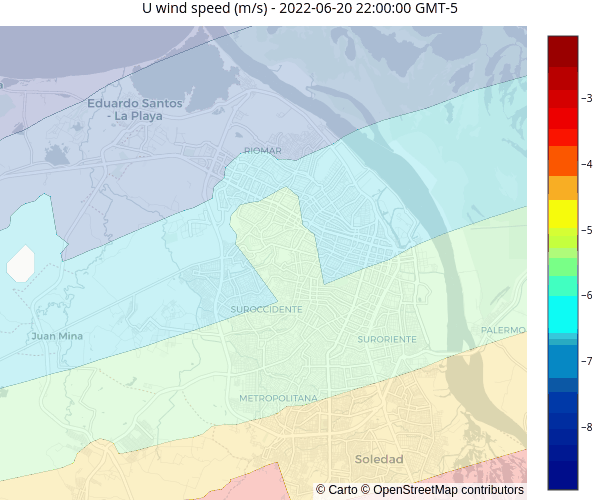 U wind speed (m/s) - 2022-06-20 22:00:00 GMT-5
Eduardo Santos
- La Playa
RIOMAR
SUROCCIDENTE
Juan Mina
SURORIENTE
PALERMO
METROPOLITANA
Soledad
© Carto © OpenStreetMap contributors
−3
−4
−5
−6
−7
−8